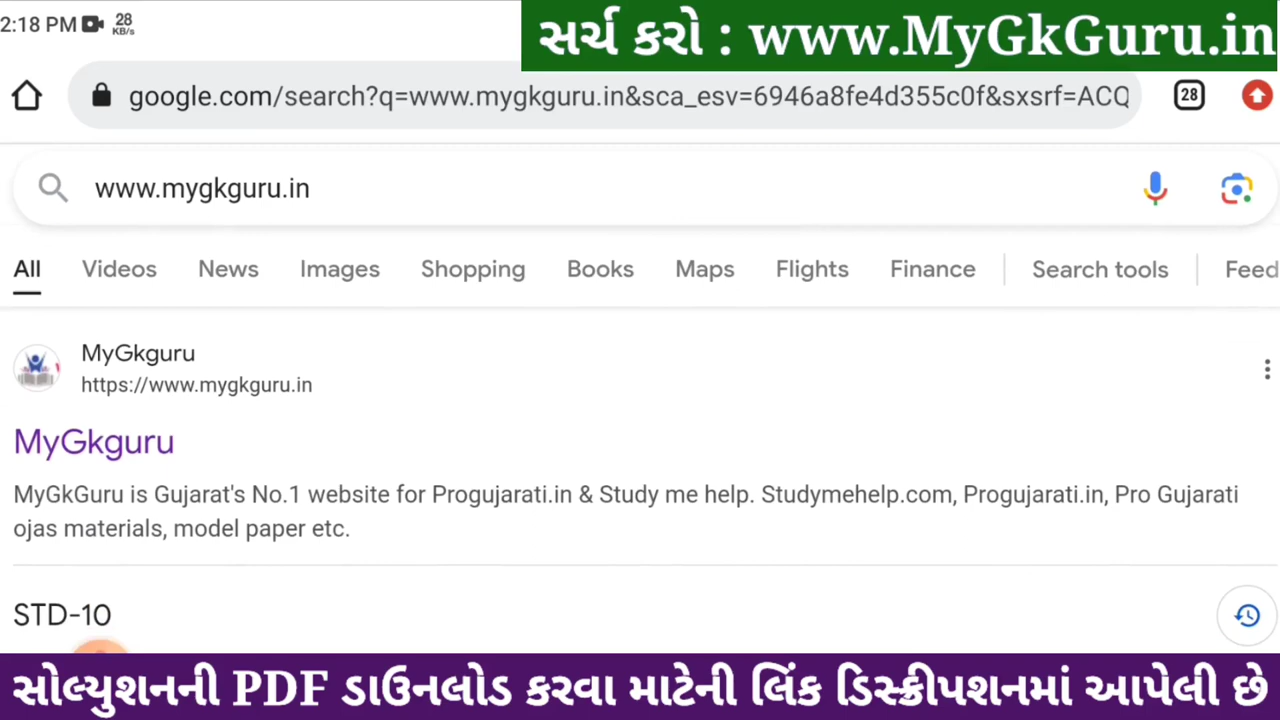 2:18 PM 28 KB/s
સર્ચ કરો : www.MyGkGuru.in
google.com/search?q=www.mygkguru.in&sca_esv=6946a8fe4d355c0f&sxsrf=ACQ
28
www.mygkguru.in
All Videos News Images Shopping Books Maps Flights Finance Search tools Feed
MyGkguru
https://www.mygkguru.in
MyGkguru
MyGkGuru is Gujarat's No.1 website for Progujarati.in & Study me help. Studymehelp.com, Progujarati.in, Pro Gujarati
ojas materials, model paper etc.
STD-10
સોલ્યુશનની PDF ડાઉનલોડ કરવા માટેની લિંક ડિસ્ક્રીપશનમાં આપેલી છે